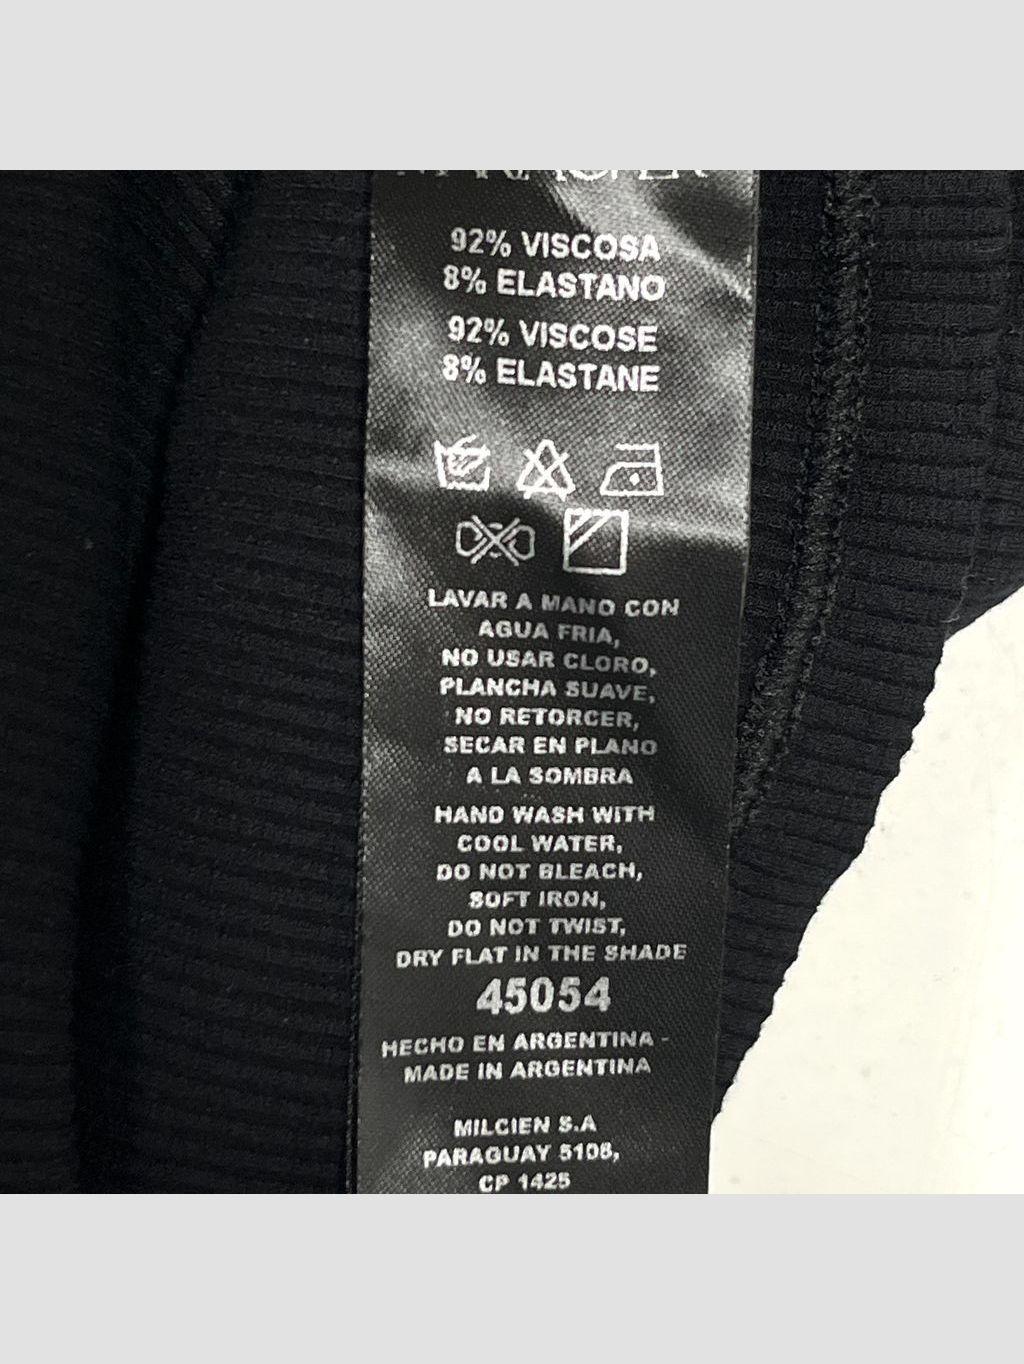 92% VISCOSA
8% ELASTANO
92% VISCOSE
8% ELASTANE
LAVAR A MANO CON
AGUA FRIA,
NO USAR CLORO,
PLANCHA SUAVE,
NO RETORCER,
SECAR EN PLANO
A LA SOMBRA
HAND WASH WITH
COOL WATER,
DO NOT BLEACH,
SOFT IRON,
DO NOT TWIST,
DRY FLAT IN THE SHADE
45054
HECHO EN ARGENTINA -
MADE IN ARGENTINA
MILCIEN S.A
PARAGUAY 5108,
CP 1425